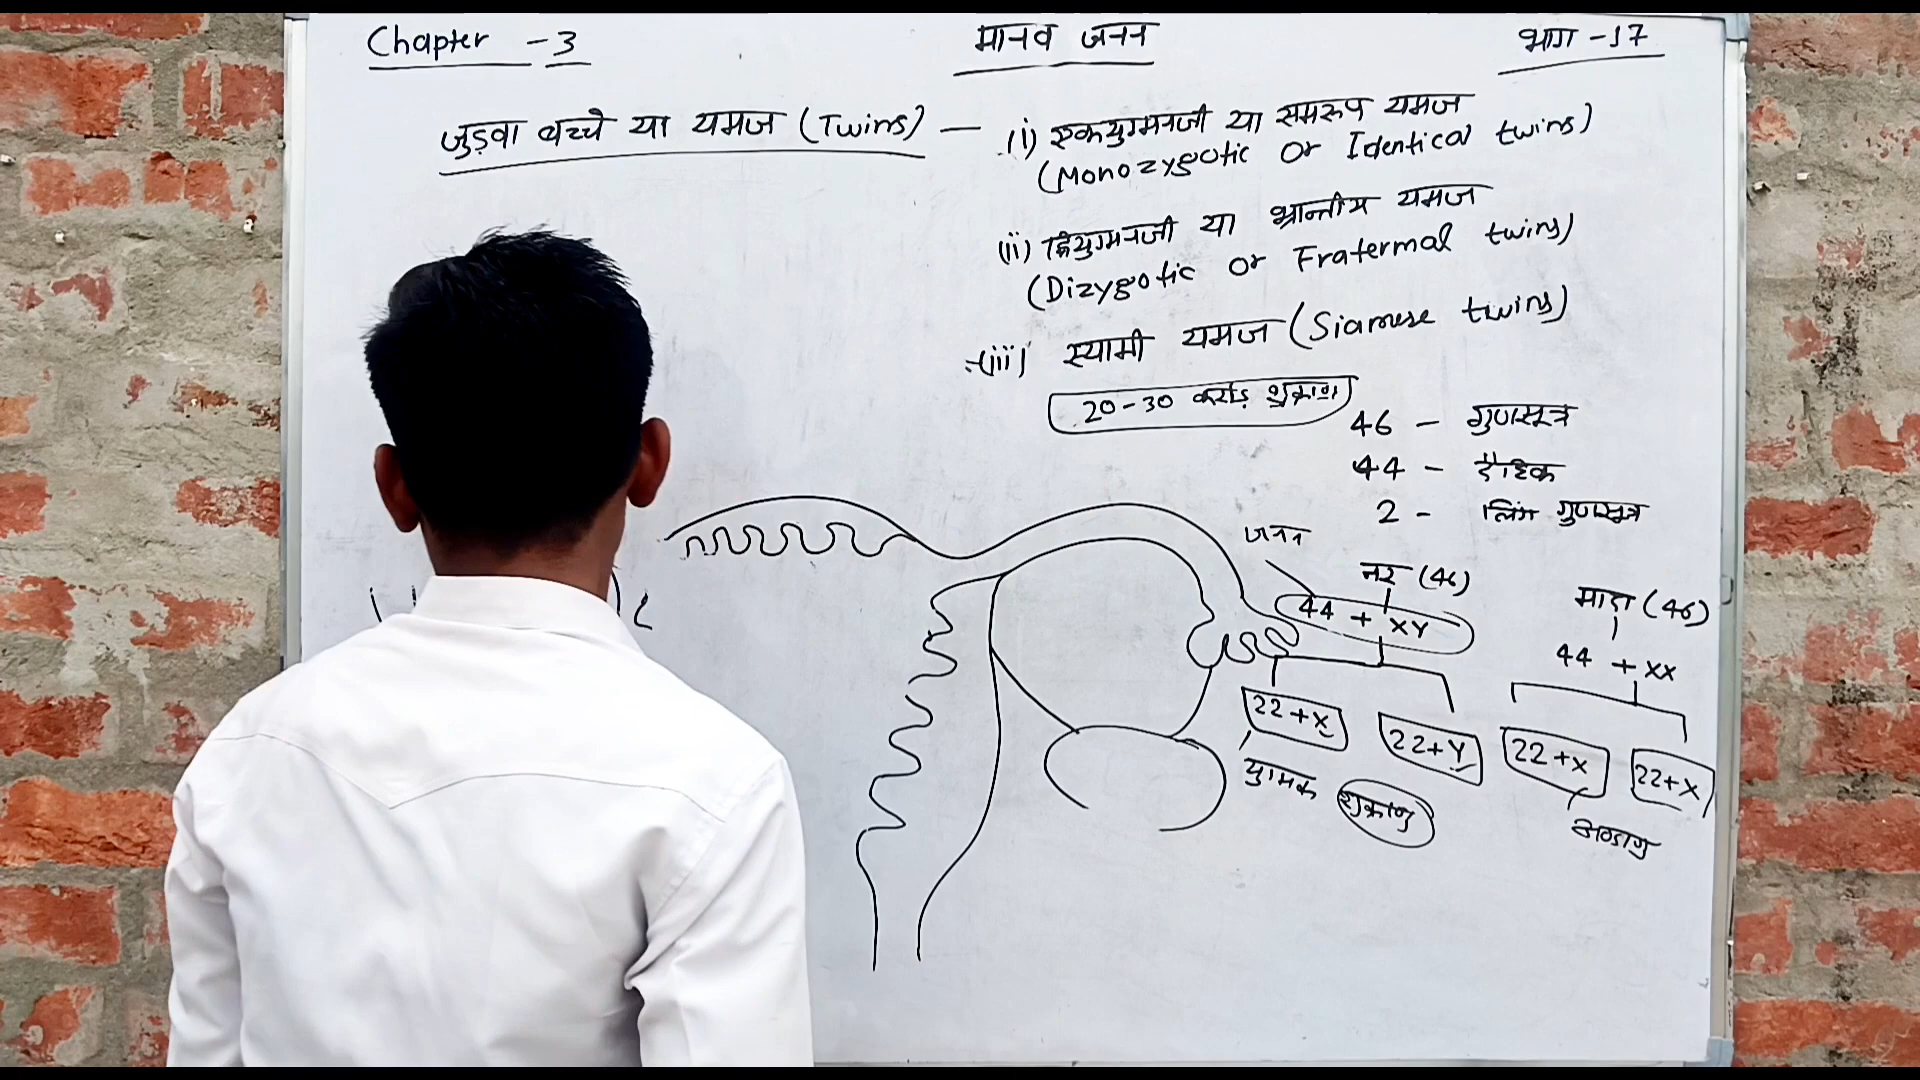 Chapter - 3
मानव जनन
भाग - 17
जुड़वा बच्चे या यमज (Twins) —
(i) एकयुग्मनजी या समरूप यमज
(Monozygotic or Identical twins)
(ii) द्वियुग्मनजी या भ्रान्तीय यमज
(Dizygotic or Fratermal twins)
(iii) स्यामी यमज (Siamese twins)
20-30 करोड़ शुक्राणु
46 - गुणसूत्र
44 - दैहिक
2 - लिंग गुणसूत्र
जनन
नर (46)
44 + XY
22+X
22+Y
युग्मक
शुक्राणु
मादा (46)
44 + XX
22+X
22+X
अण्डाणु